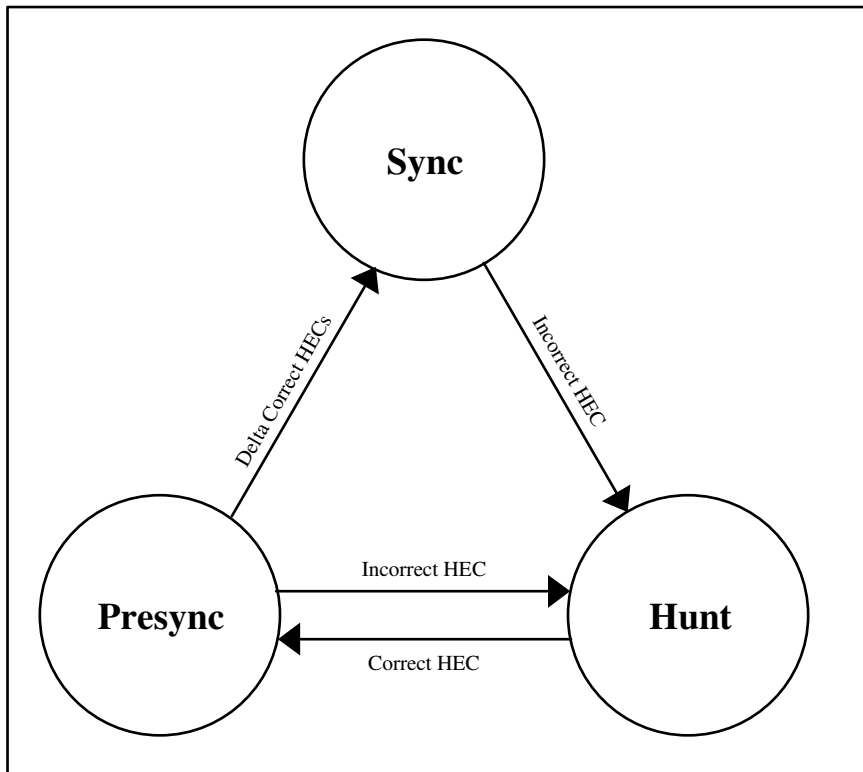 Sync
Delta Correct HECs
Incorrect HEC
Incorrect HEC
Presync
Hunt
Correct HEC